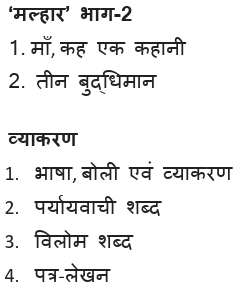 ‘मल्हार’ भाग-2
1. माँ, कह एक कहानी
2. तीन बुद्धिमान
व्याकरण
1. भाषा, बोली एवं व्याकरण
2. पर्यायवाची शब्द
3. विलोम शब्द
4. पत्र-लेखन